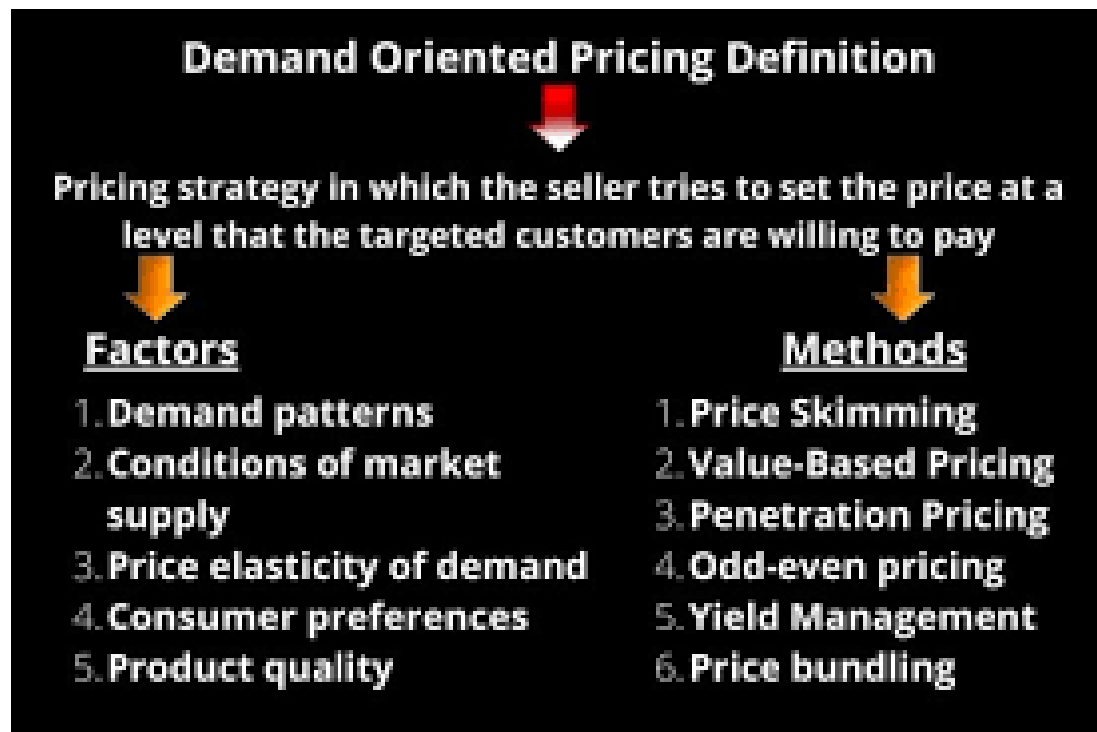 Demand Oriented Pricing Definition
Pricing strategy in which the seller tries to set the price at a
level that the targeted customers are willing to pay
Factors
1. Demand patterns
2. Conditions of market
supply
3. Price elasticity of demand
4. Consumer preferences
5. Product quality
Methods
1. Price Skimming
2. Value-Based Pricing
3. Penetration Pricing
4. Odd-even pricing
5. Yield Management
6. Price bundling